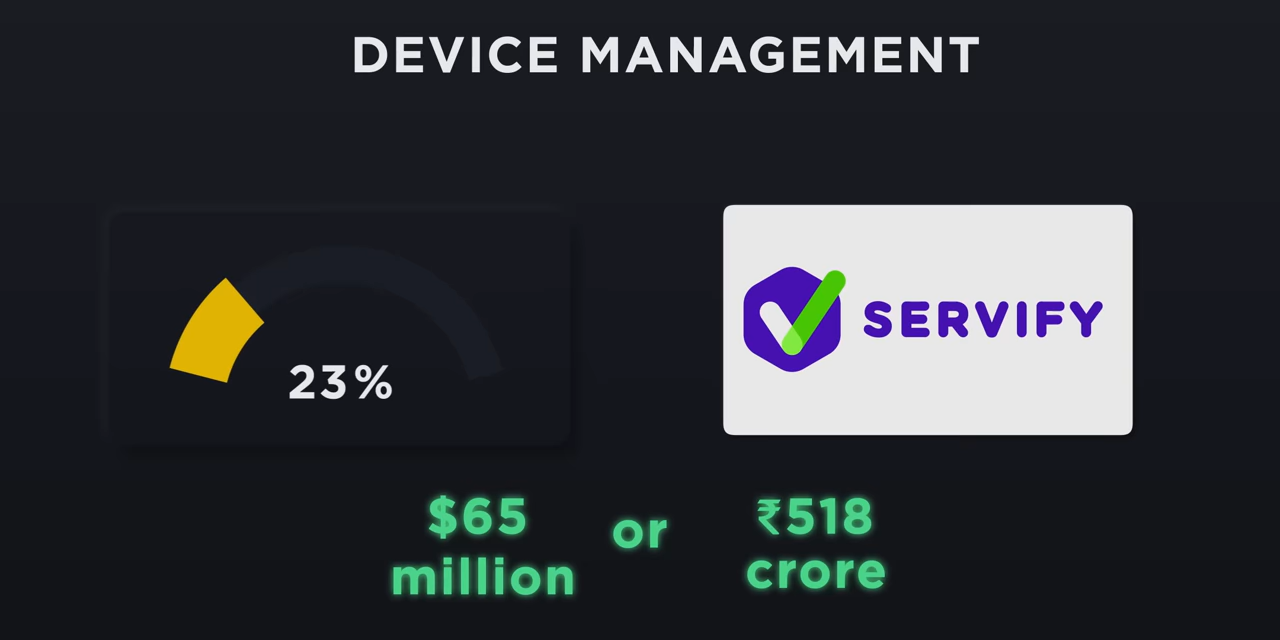 DEVICE MANAGEMENT
23%
SERVIFY
$65
million
or
₹518
crore